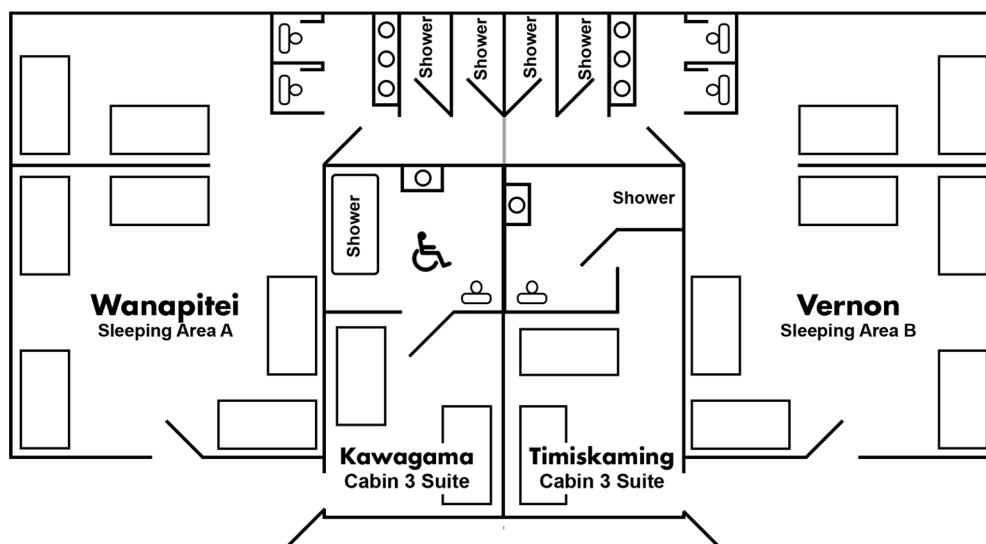 Shower
Shower
Shower
Shower
Shower
Shower
Wanapitei
Sleeping Area A
Vernon
Sleeping Area B
Kawagama
Cabin 3 Suite
Timiskaming
Cabin 3 Suite